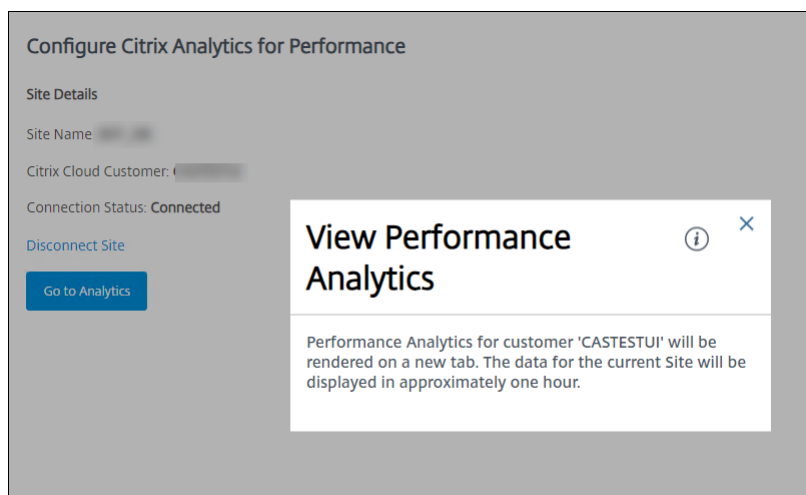 Configure Citrix Analytics for Performance
Site Details
Site Name
Citrix Cloud Customer:
Connection Status: Connected
Disconnect Site
Go to Analytics
View Performance
Analytics
Performance Analytics for customer 'CASTESTUI' will be
rendered on a new tab. The data for the current Site will be
displayed in approximately one hour.